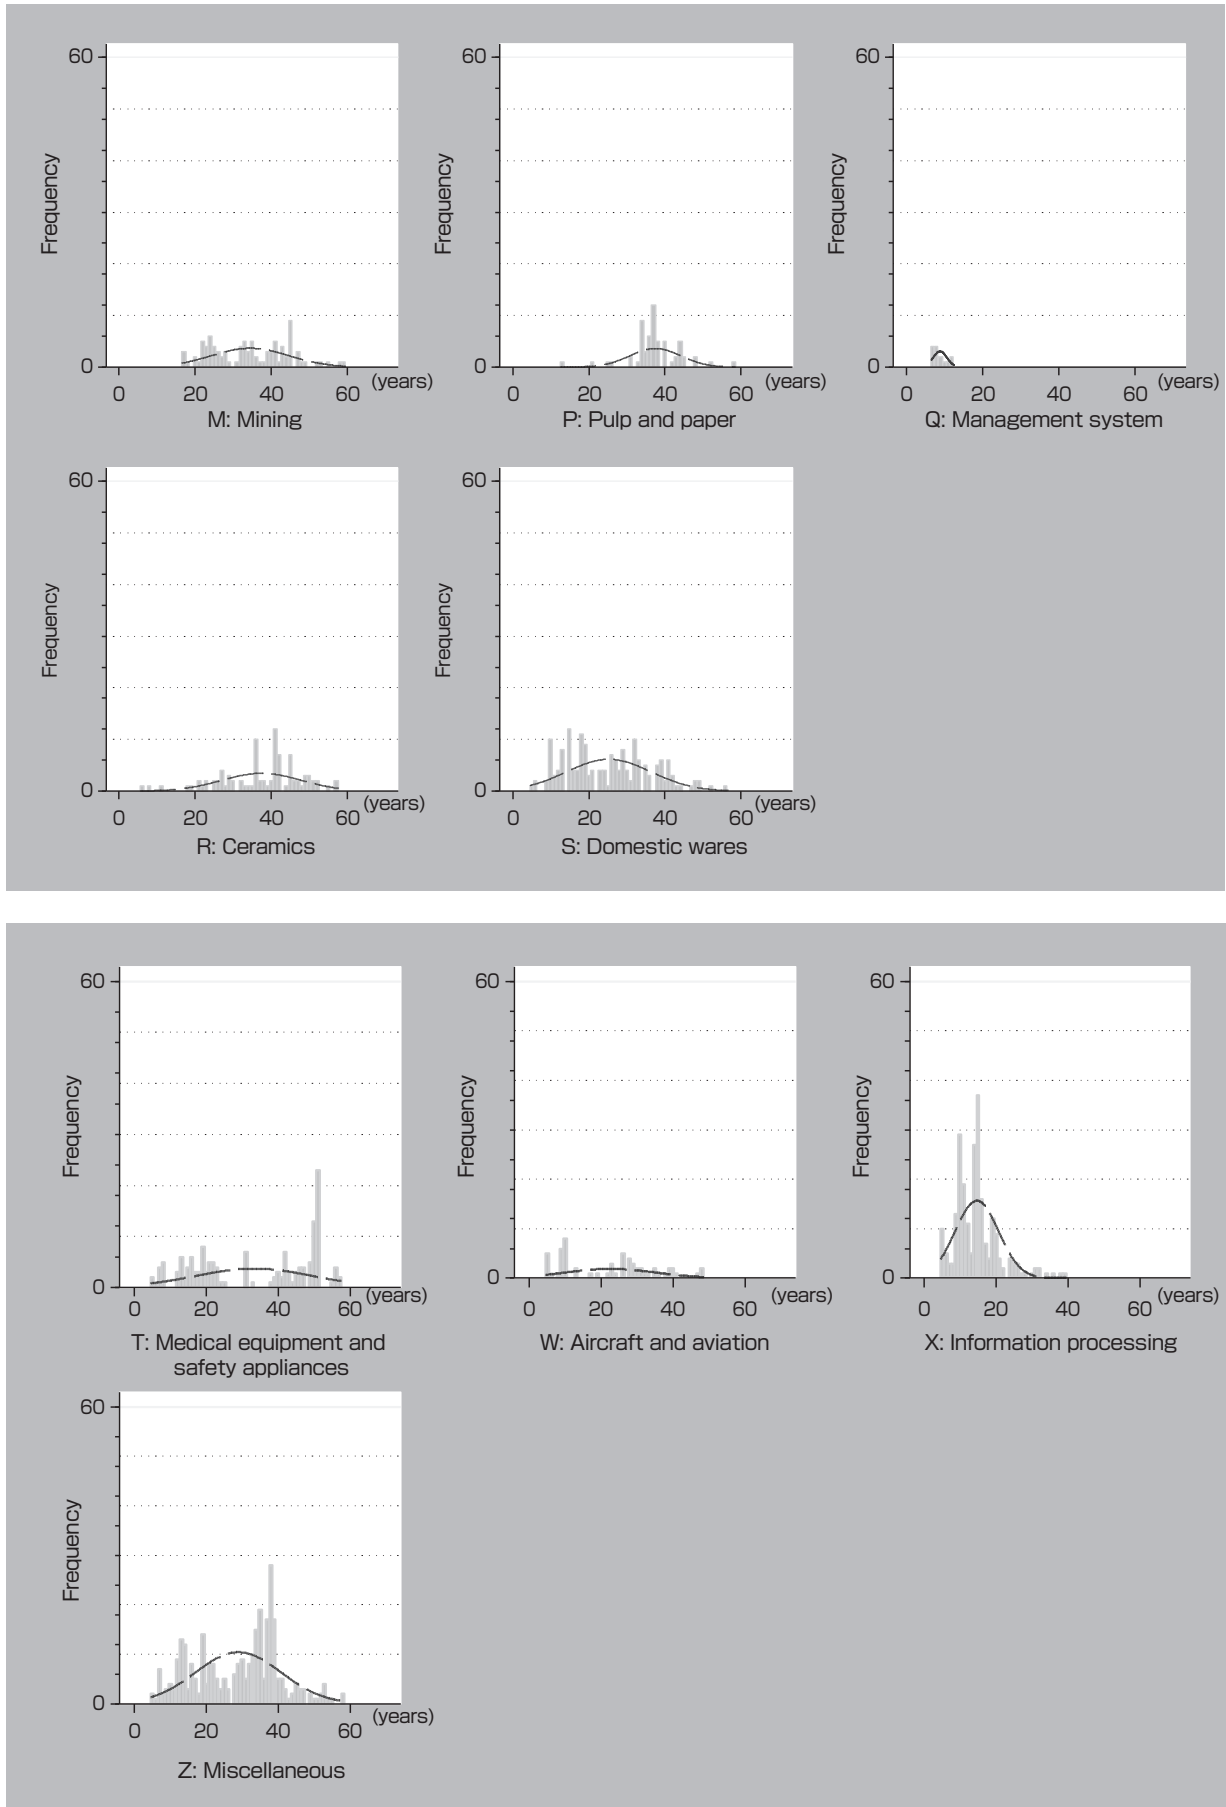 60
Frequency
0
0 20 40 60 (years)
M: Mining
60
Frequency
0
0 20 40 60 (years)
P: Pulp and paper
60
Frequency
0
0 20 40 60 (years)
Q: Management system
60
Frequency
0
0 20 40 60 (years)
R: Ceramics
60
Frequency
0
0 20 40 60 (years)
S: Domestic wares
60
Frequency
0
0 20 40 60 (years)
T: Medical equipment and
safety appliances
60
Frequency
0
0 20 40 60 (years)
W: Aircraft and aviation
60
Frequency
0
0 20 40 60 (years)
X: Information processing
60
Frequency
0
0 20 40 60 (years)
Z: Miscellaneous